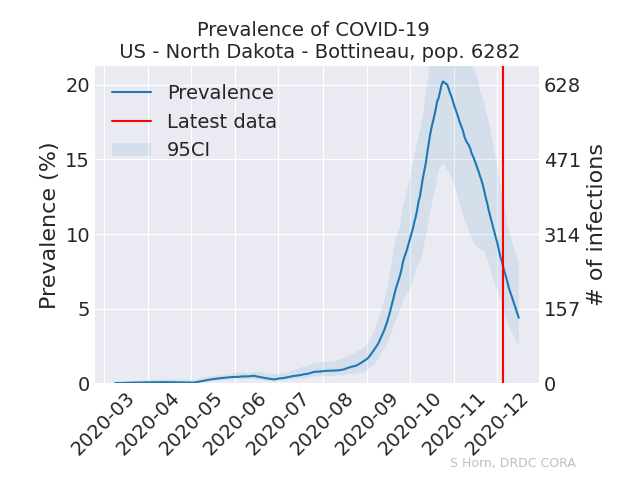 Prevalence of COVID-19
US - North Dakota - Bottineau, pop. 6282
Prevalence
Latest data
95CI
Prevalence (%)
20
15
10
5
0
628
471
314
157
0
# of infections
2020-03
2020-04
2020-05
2020-06
2020-07
2020-08
2020-09
2020-10
2020-11
2020-12
S Horn, DRDC CORA